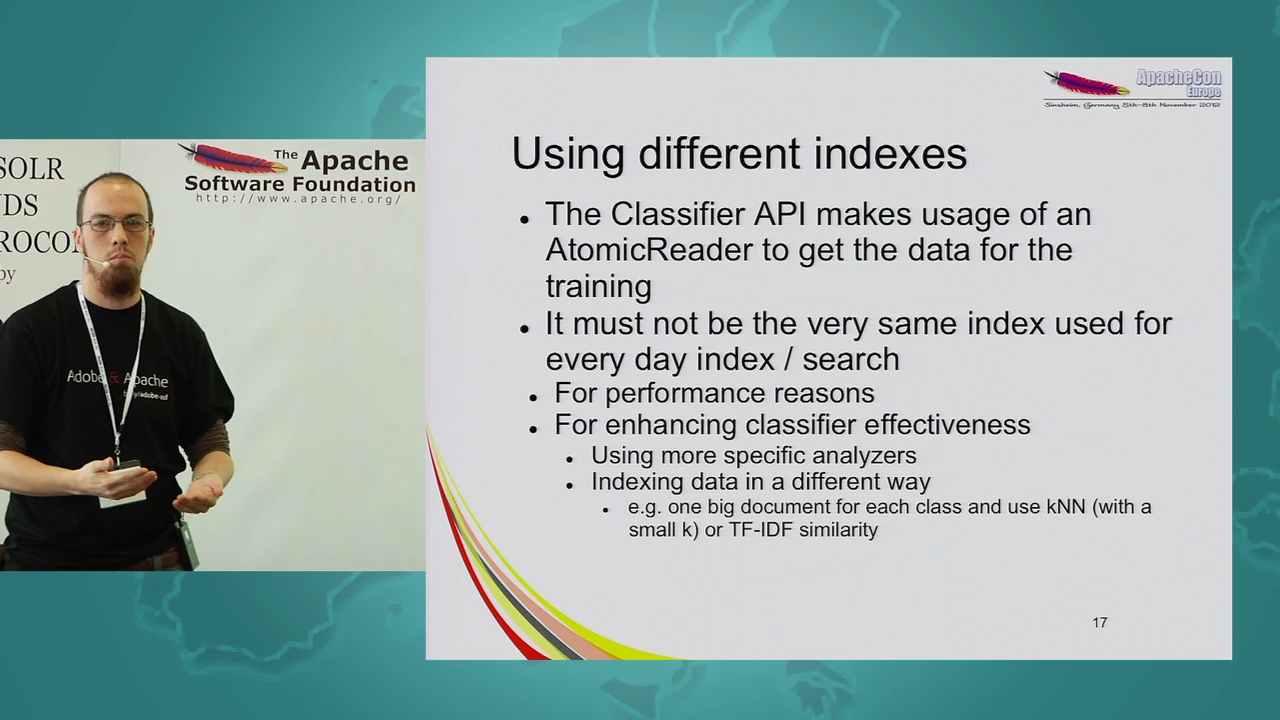 SOLR
The Apache
Software Foundation
http://www.apache.org/
by
Adobe & Apache
ApacheCon
Europe
Sinsheim, Germany 5th-8th November 2012
Using different indexes
The Classifier API makes usage of an
AtomicReader to get the data for the
training
It must not be the very same index used for
every day index / search
For performance reasons
For enhancing classifier effectiveness
Using more specific analyzers
Indexing data in a different way
e.g. one big document for each class and use kNN (with a
small k) or TF-IDF similarity
17